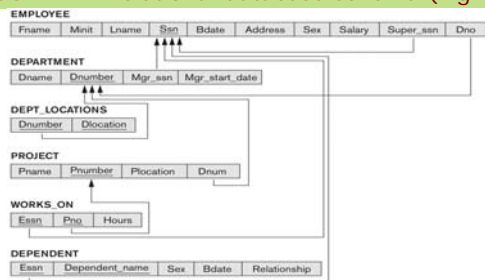 EMPLOYEE
Fname Minit Lname Ssn Bdate Address Sex Salary Super_ssn Dno
DEPARTMENT
Dname Dnumber Mgr_ssn Mgr_start_date
DEPT_LOCATIONS
Dnumber Dlocation
PROJECT
Pname Pnumber Plocation Dnum
WORKS_ON
Essn Pno Hours
DEPENDENT
Essn Dependent_name Sex Bdate Relationship